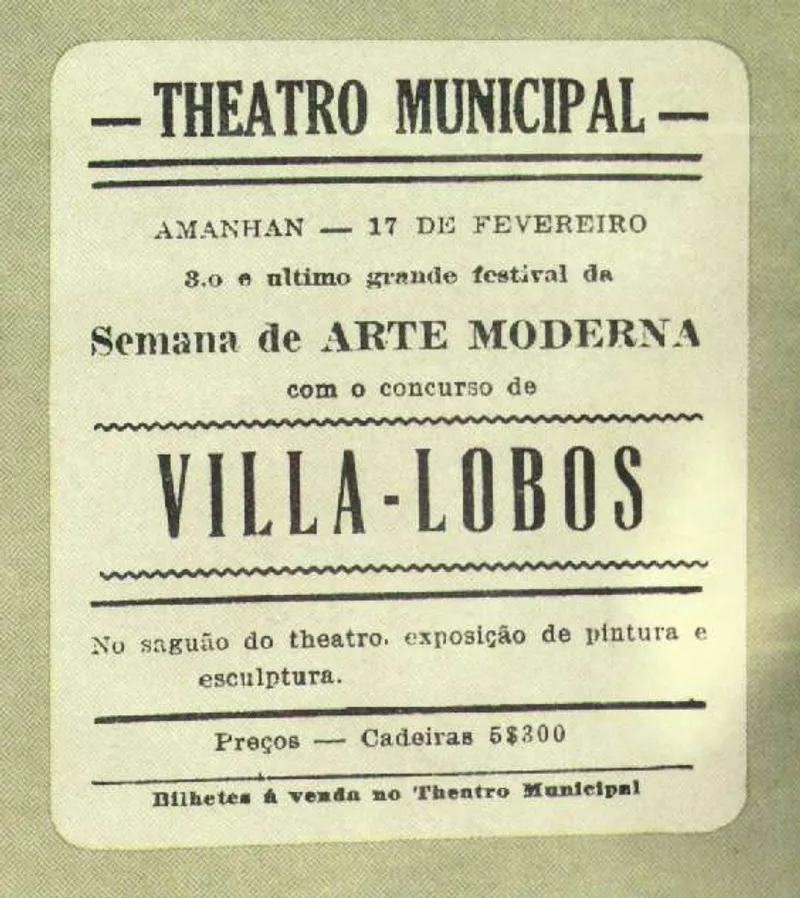 — THEATRO MUNICIPAL —
AMANHAN — 17 DE FEVEREIRO
3.o e ultimo grande festival da
Semana de ARTE MODERNA
com o concurso de
VILLA-LOBOS
No saguão do theatro, exposição de pintura e
esculptura.
Preços — Cadeiras 5$300
Bilhetes á venda no Theatro Municipal